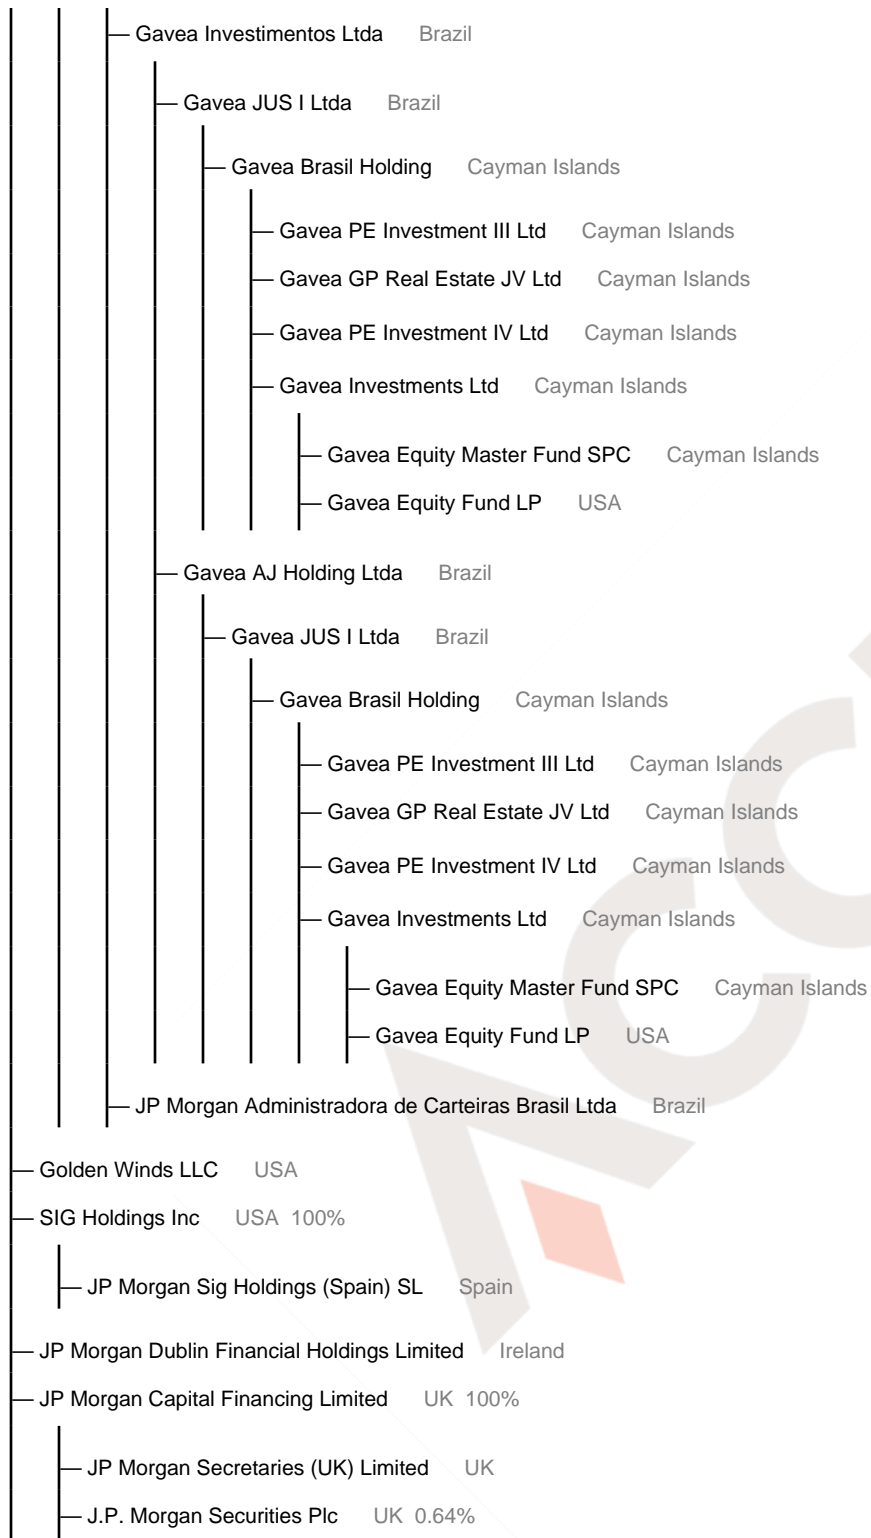 Gavea Investimentos Ltda Brazil
Gavea JUS I Ltda Brazil
Gavea Brasil Holding Cayman Islands
Gavea PE Investment III Ltd Cayman Islands
Gavea GP Real Estate JV Ltd Cayman Islands
Gavea PE Investment IV Ltd Cayman Islands
Gavea Investments Ltd Cayman Islands
Gavea Equity Master Fund SPC Cayman Islands
Gavea Equity Fund LP USA
Gavea AJ Holding Ltda Brazil
Gavea JUS I Ltda Brazil
Gavea Brasil Holding Cayman Islands
Gavea PE Investment III Ltd Cayman Islands
Gavea GP Real Estate JV Ltd Cayman Islands
Gavea PE Investment IV Ltd Cayman Islands
Gavea Investments Ltd Cayman Islands
Gavea Equity Master Fund SPC Cayman Islands
Gavea Equity Fund LP USA
JP Morgan Administradora de Carteiras Brasil Ltda Brazil
Golden Winds LLC USA
SIG Holdings Inc USA 100%
JP Morgan Sig Holdings (Spain) SL Spain
JP Morgan Dublin Financial Holdings Limited Ireland
JP Morgan Capital Financing Limited UK 100%
JP Morgan Secretaries (UK) Limited UK
J.P. Morgan Securities Plc UK 0.64%